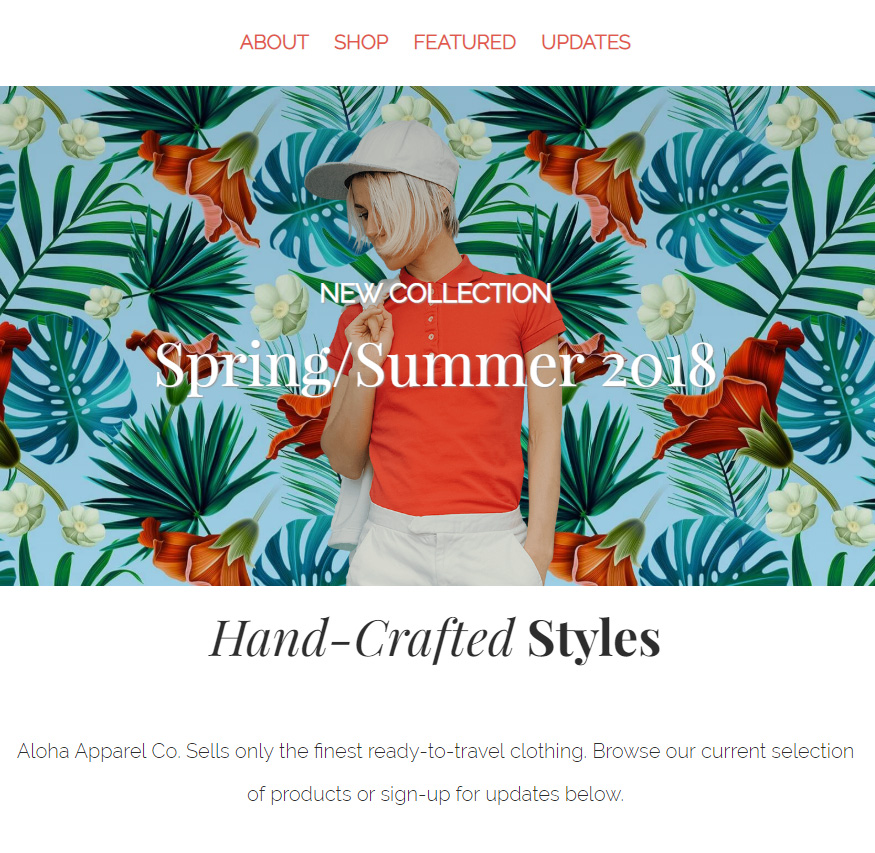 ABOUT SHOP FEATURED UPDATES
NEW COLLECTION
Spring/Summer 2018
Hand-Crafted Styles
Aloha Apparel Co. Sells only the finest ready-to-travel clothing. Browse our current selection
of products or sign-up for updates below.